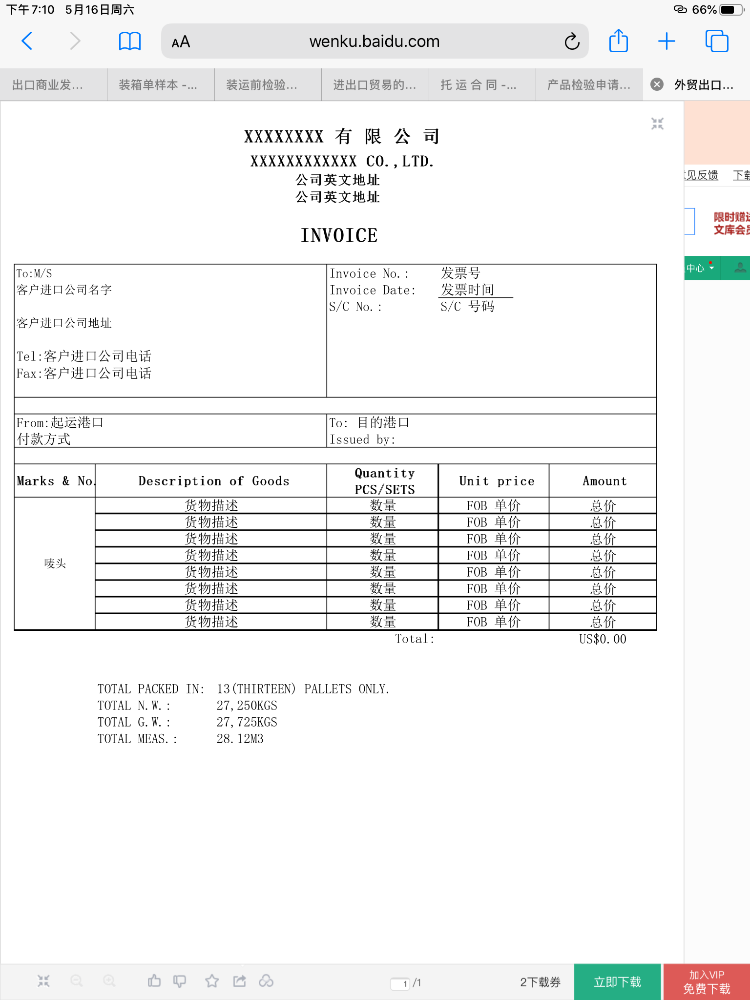 下午7:10 5月16日周六 66%
AA wenku.baidu.com
出口商业发... 装箱单样本 -... 装运前检验... 进出口贸易的... 托 运 合 同 -... 产品检验申请... 外贸出口...
XXXXXXXX 有 限 公 司
XXXXXXXXXXXX CO.,LTD.
公司英文地址
公司英文地址
见反馈 下载
限时赠送
文库会员
INVOICE
中心
To:M/S Invoice No.: 发票号
客户进口公司名字 Invoice Date: 发票时间
S/C No.: S/C 号码
客户进口公司地址
Tel:客户进口公司电话
Fax:客户进口公司电话
From:起运港口 To: 目的港口
付款方式 Issued by:
Marks & No. Description of Goods Quantity PCS/SETS Unit price Amount
货物描述 数量 FOB 单价 总价
货物描述 数量 FOB 单价 总价
货物描述 数量 FOB 单价 总价
货物描述 数量 FOB 单价 总价
唛头
货物描述 数量 FOB 单价 总价
货物描述 数量 FOB 单价 总价
货物描述 数量 FOB 单价 总价
货物描述 数量 FOB 单价 总价
Total: US$0.00
TOTAL PACKED IN: 13(THIRTEEN) PALLETS ONLY.
TOTAL N.W.: 27,250KGS
TOTAL G.W.: 27,725KGS
TOTAL MEAS.: 28.12M3
1 /1 2下载券 立即下载 加入VIP
免费下载